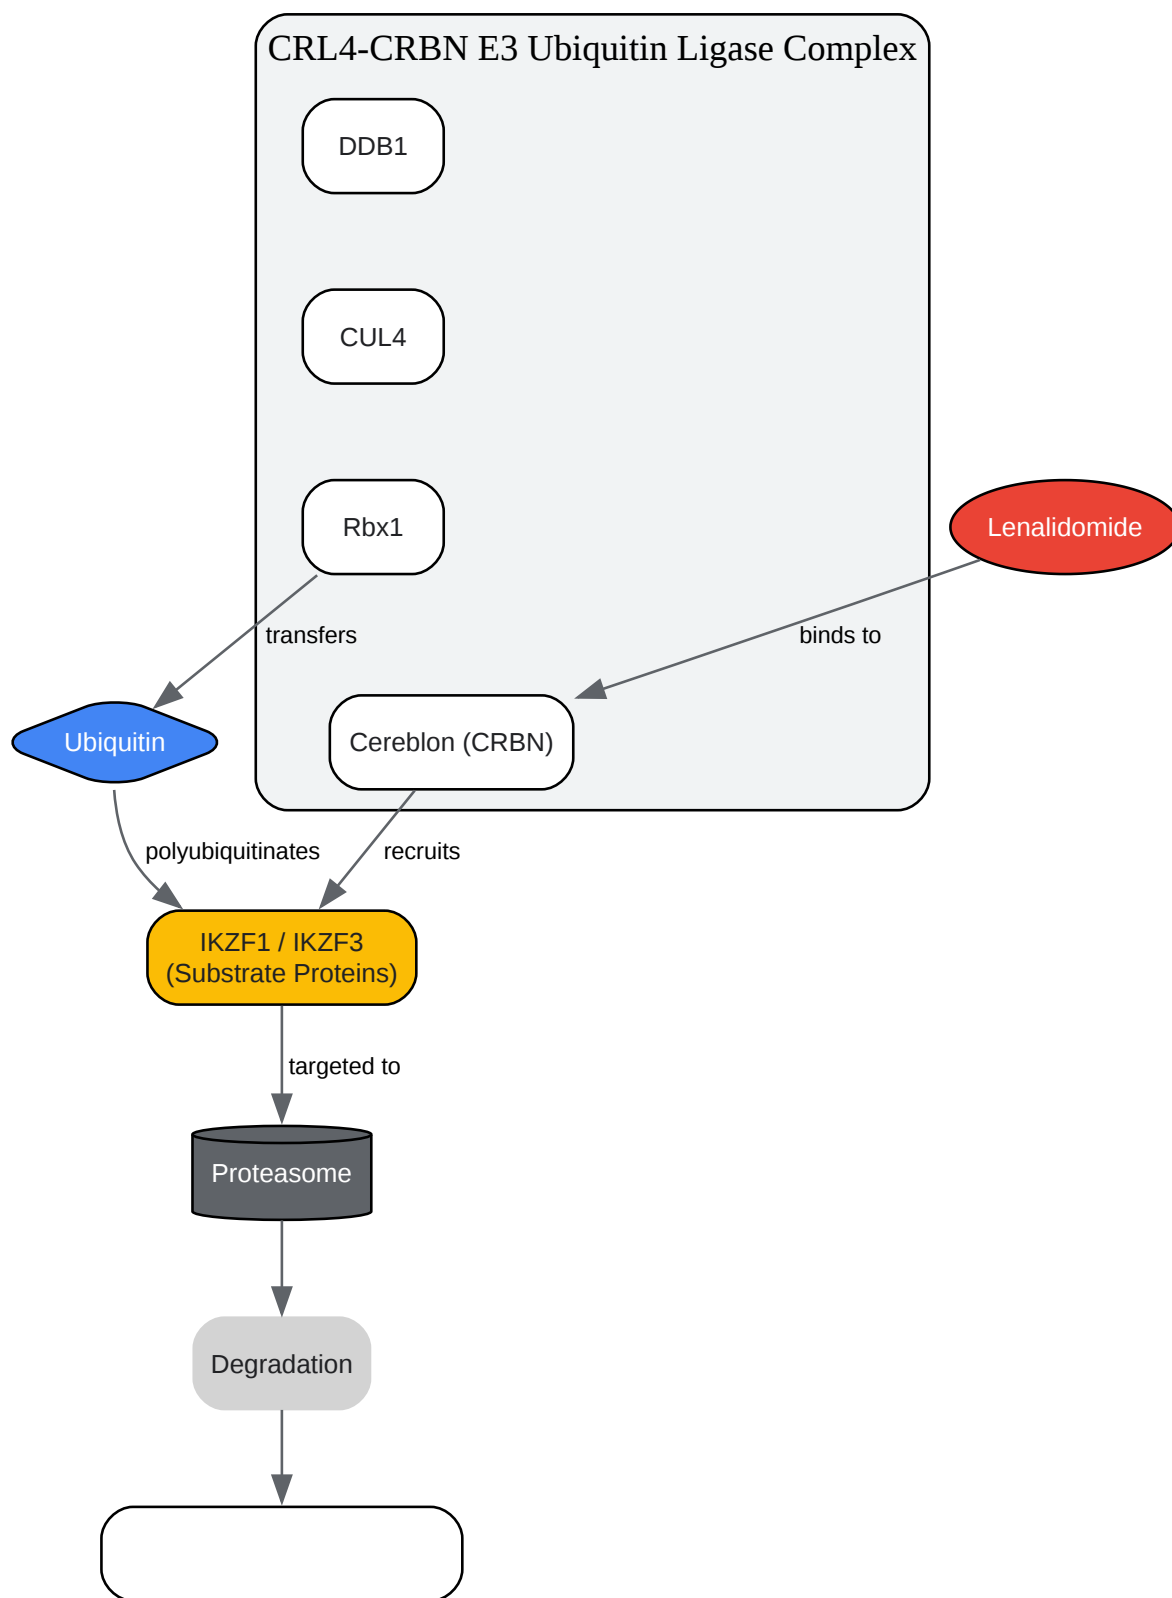 CRL4-CRBN E3 Ubiquitin Ligase Complex
DDB1
CUL4
Rbx1
Lenalidomide
transfers
binds to
Ubiquitin
Cereblon (CRBN)
polyubiquitinates
recruits
IKZF1 / IKZF3
(Substrate Proteins)
targeted to
Proteasome
Degradation